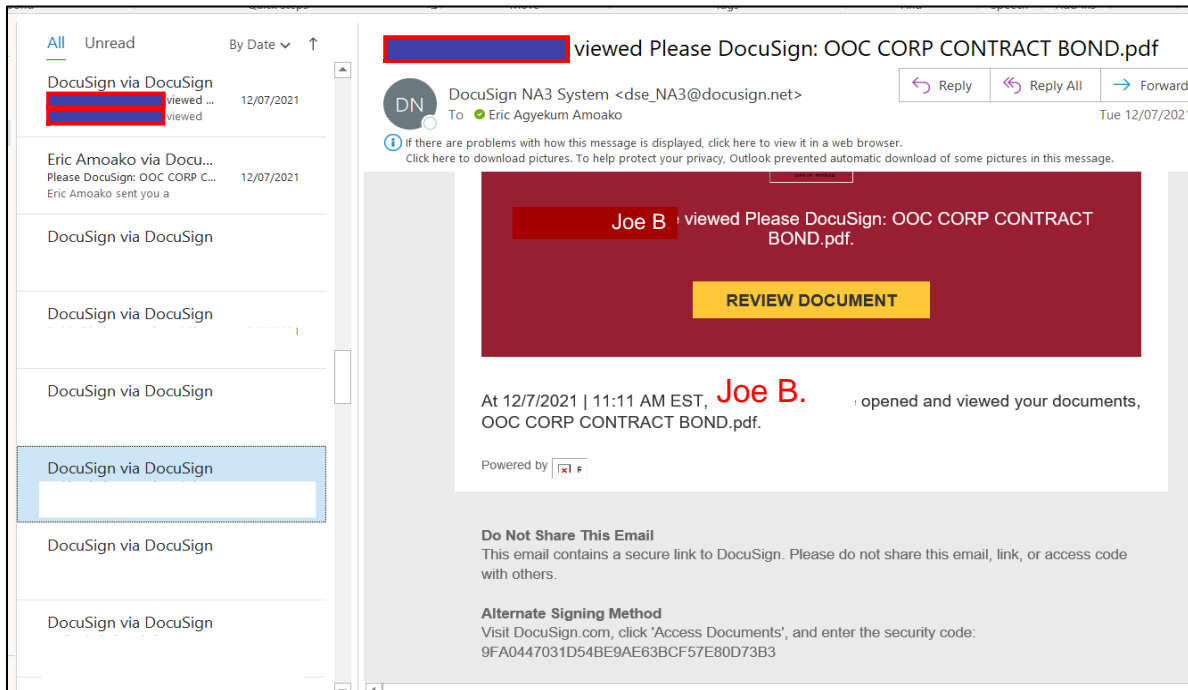 All Unread By Date ↑
DocuSign via DocuSign
viewed ... 12/07/2021
viewed
Eric Amoako via Docu...
Please DocuSign: OOC CORP C... 12/07/2021
Eric Amoako sent you a
DocuSign via DocuSign
DocuSign via DocuSign
DocuSign via DocuSign
DocuSign via DocuSign
DocuSign via DocuSign
DocuSign via DocuSign
viewed Please DocuSign: OOC CORP CONTRACT BOND.pdf
DN
DocuSign NA3 System <dse_NA3@docusign.net>
To Eric Agyekum Amoako
Reply Reply All Forward
Tue 12/07/2021
If there are problems with how this message is displayed, click here to view it in a web browser.
Click here to download pictures. To help protect your privacy, Outlook prevented automatic download of some pictures in this message.
Joe B. viewed Please DocuSign: OOC CORP CONTRACT
BOND.pdf.
REVIEW DOCUMENT
At 12/7/2021 | 11:11 AM EST, Joe B. opened and viewed your documents,
OOC CORP CONTRACT BOND.pdf.
Powered by
Do Not Share This Email
This email contains a secure link to DocuSign. Please do not share this email, link, or access code
with others.
Alternate Signing Method
Visit DocuSign.com, click 'Access Documents', and enter the security code:
9FA0447031D54BE9AE63BCF57E80D73B3